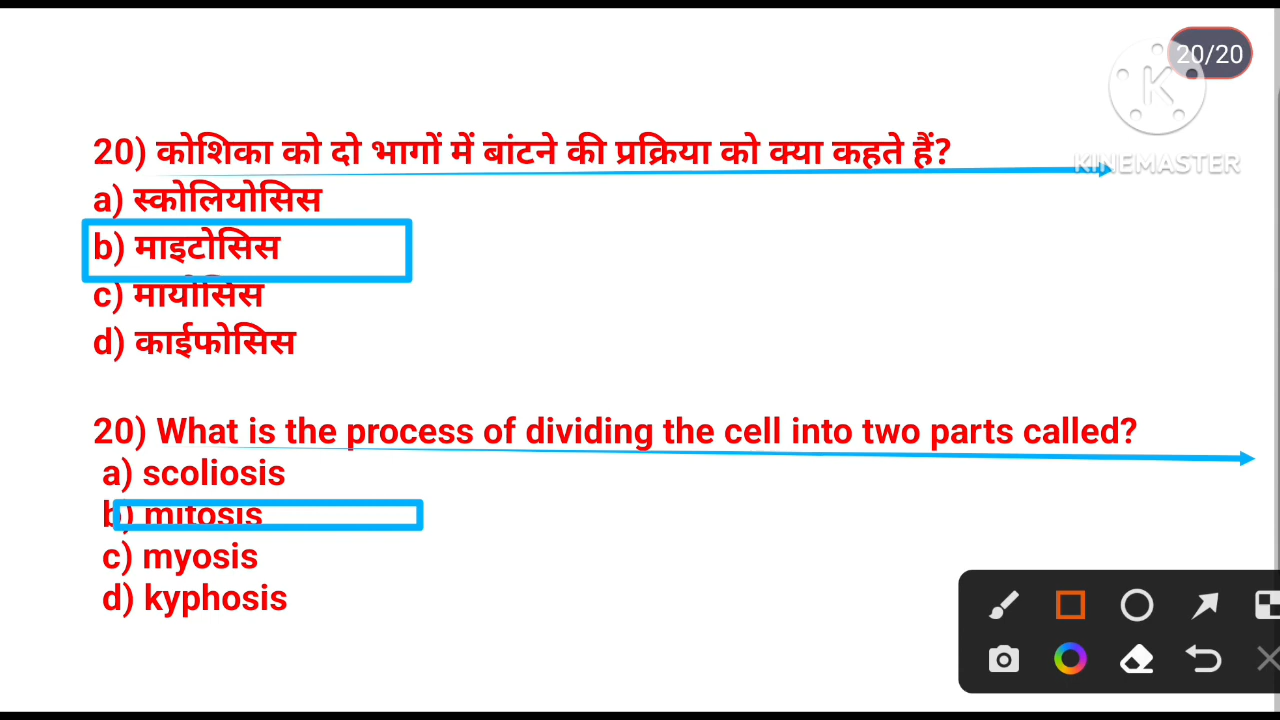 20/20
KINEMASTER
20) कोशिका को दो भागों में बांटने की प्रक्रिया को क्या कहते हैं?
a) स्कोलियोसिस
b) माइटोसिस
c) मायोसिस
d) काईफोसिस
20) What is the process of dividing the cell into two parts called?
a) scoliosis
b) mitosis
c) myosis
d) kyphosis